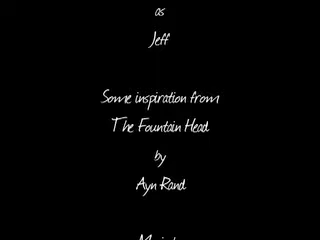 as
Jeff
Some inspiration from
The Fountain Head
by
Ayn Rand